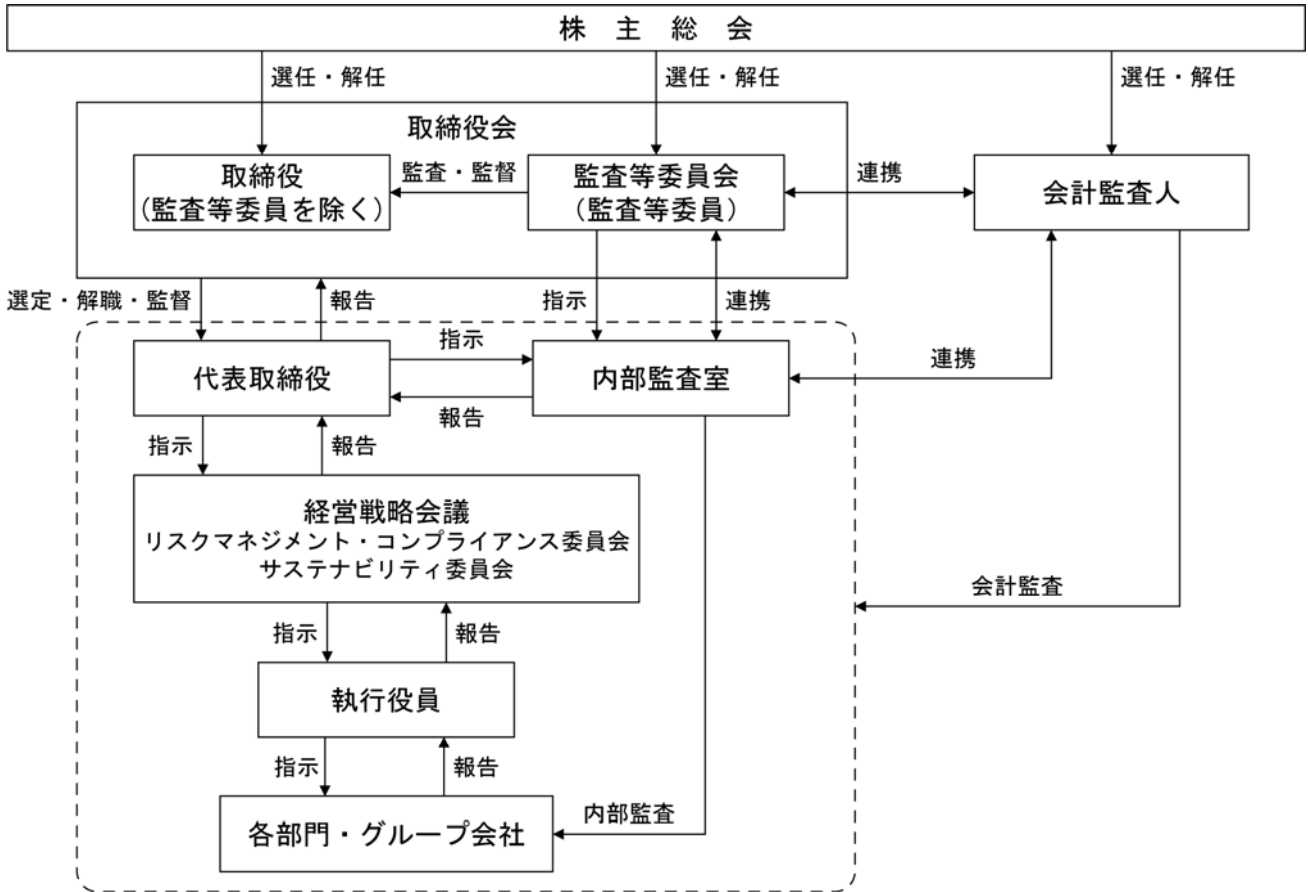 株 主 総 会
選任・解任
選任・解任
選任・解任
取締役会
取締役
(監査等委員を除く)
監査・監督
監査等委員会
(監査等委員)
連携
会計監査人
選定・解職・監督
報告
指示
連携
代表取締役
指示
報告
内部監査室
連携
指示
報告
経営戦略会議
リスクマネジメント・コンプライアンス委員会
サステナビリティ委員会
会計監査
指示
報告
執行役員
指示
報告
各部門・グループ会社
内部監査